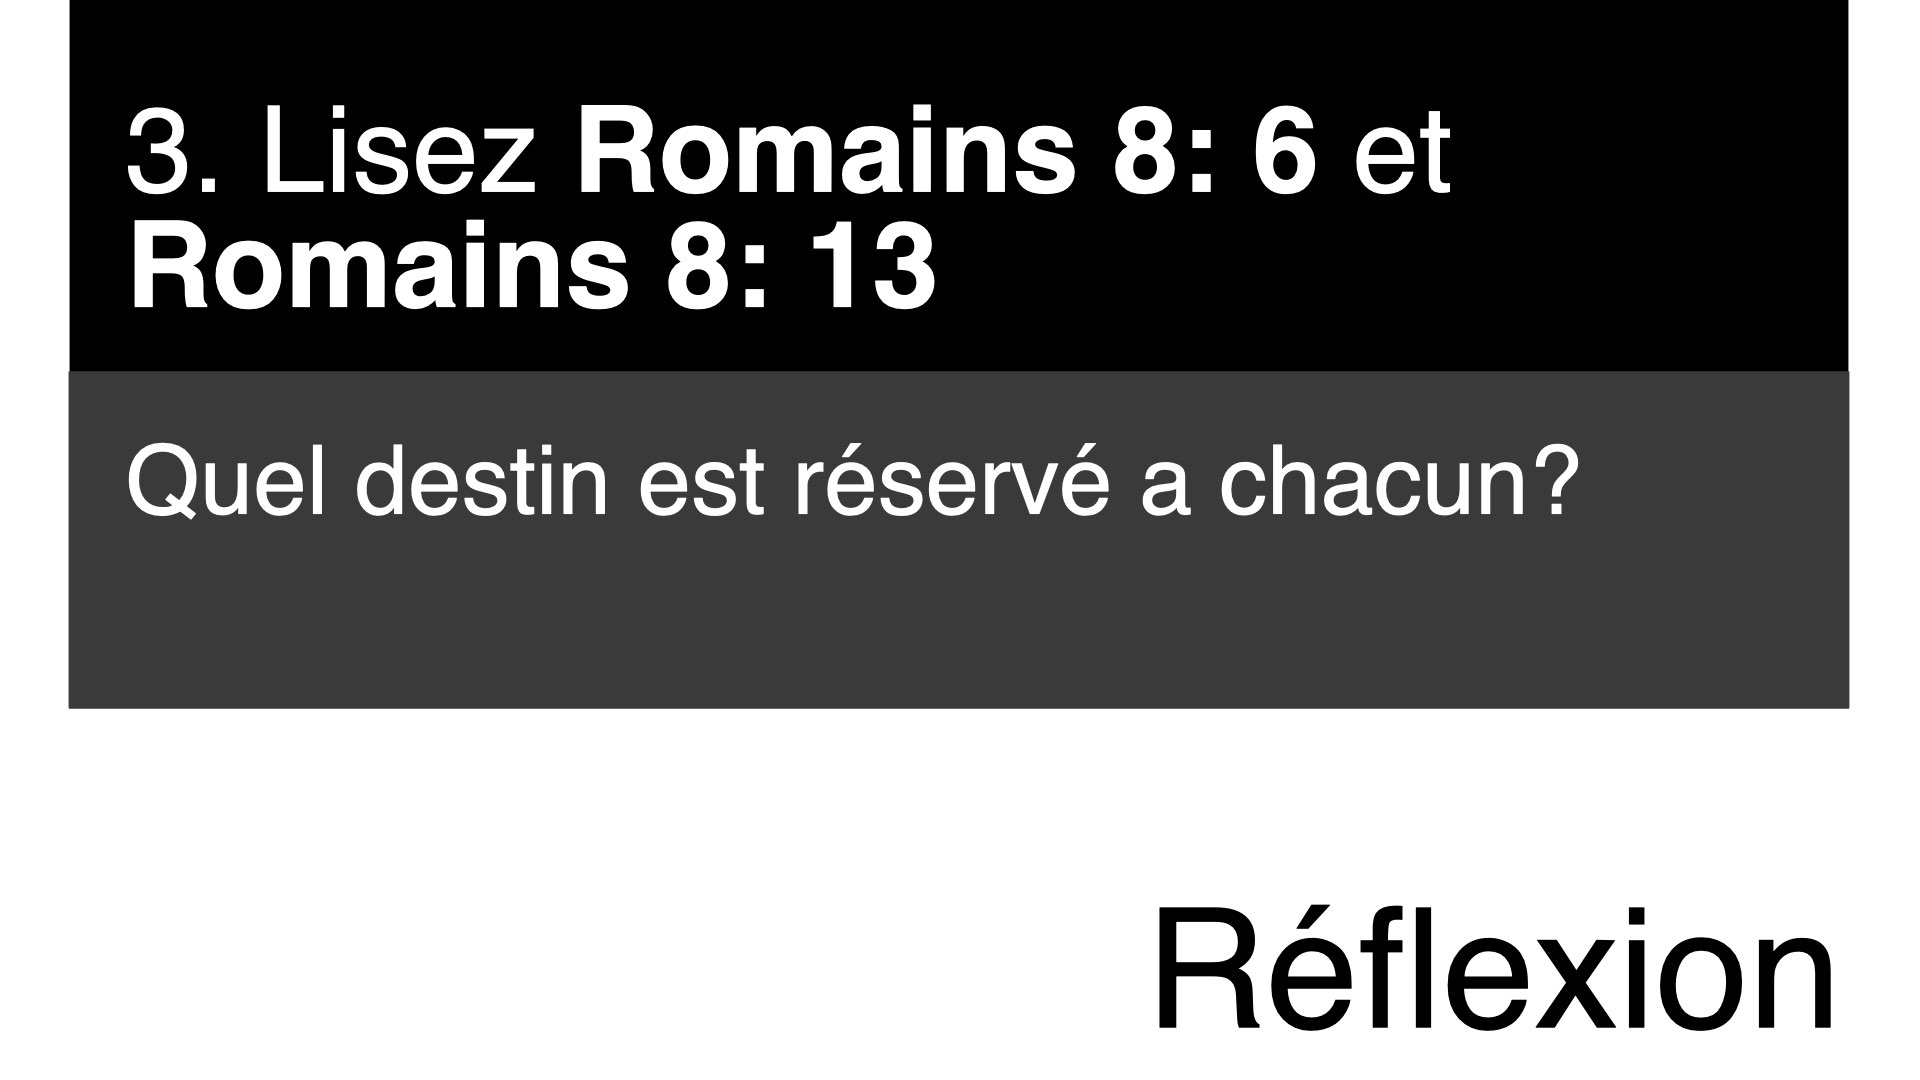 3. Lisez Romains 8: 6 et
Romains 8: 13
Quel destin est réservé a chacun?
Réflexion